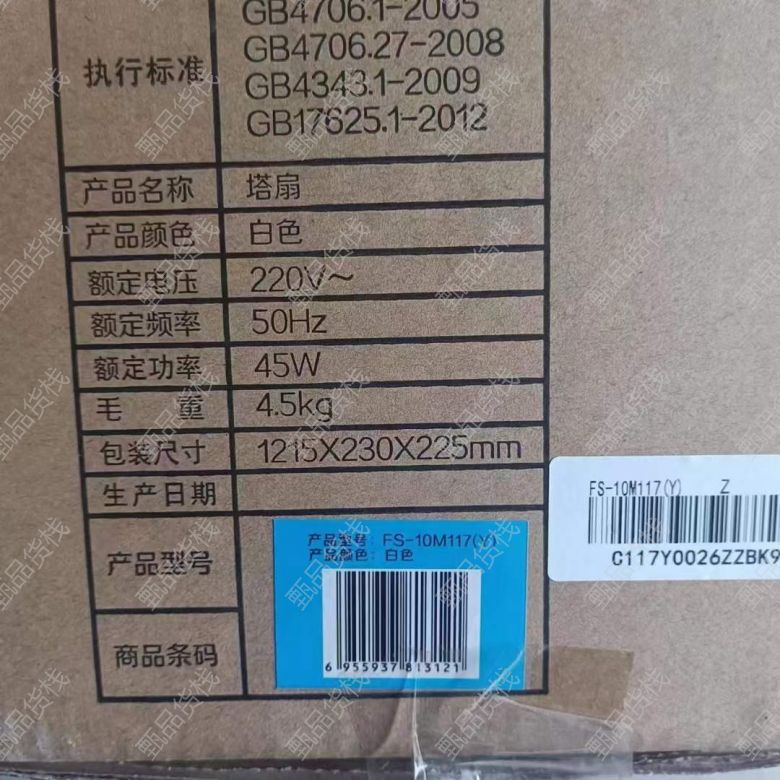 GB4706.1-2005
GB4706.27-2008
执行标准
GB4343.1-2009
GB17625.1-2012
产品名称 塔扇
产品颜色 白色
额定电压 220V～
额定频率 50Hz
额定功率 45W
毛 重 4.5kg
包装尺寸 1215X230X225mm
生产日期
产品型号
商品条码
产品型号: FS-10M117(Y)
产品颜色: 白色
6 955937 813121
FS-10M117(Y) Z
C117Y0026ZZBK9
甄品货栈